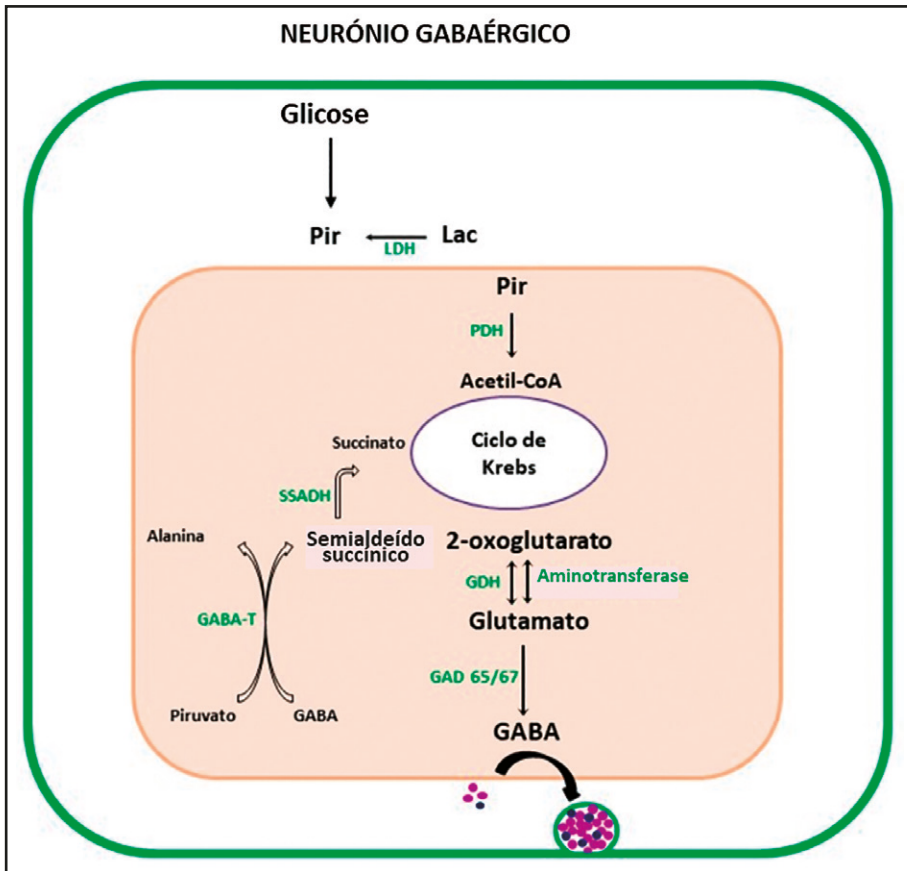 NEURÓNIO GABAÉRGICO
Glicose
Pir
Lac
LDH
Pir
PDH
Acetil-CoA
Ciclo de
Krebs
Succinato
SSADH
Semialdeído
succínico
Alanina
GABA-T
Piruvato
GABA
2-oxoglutarato
GDH
Aminotransferase
Glutamato
GAD 65/67
GABA